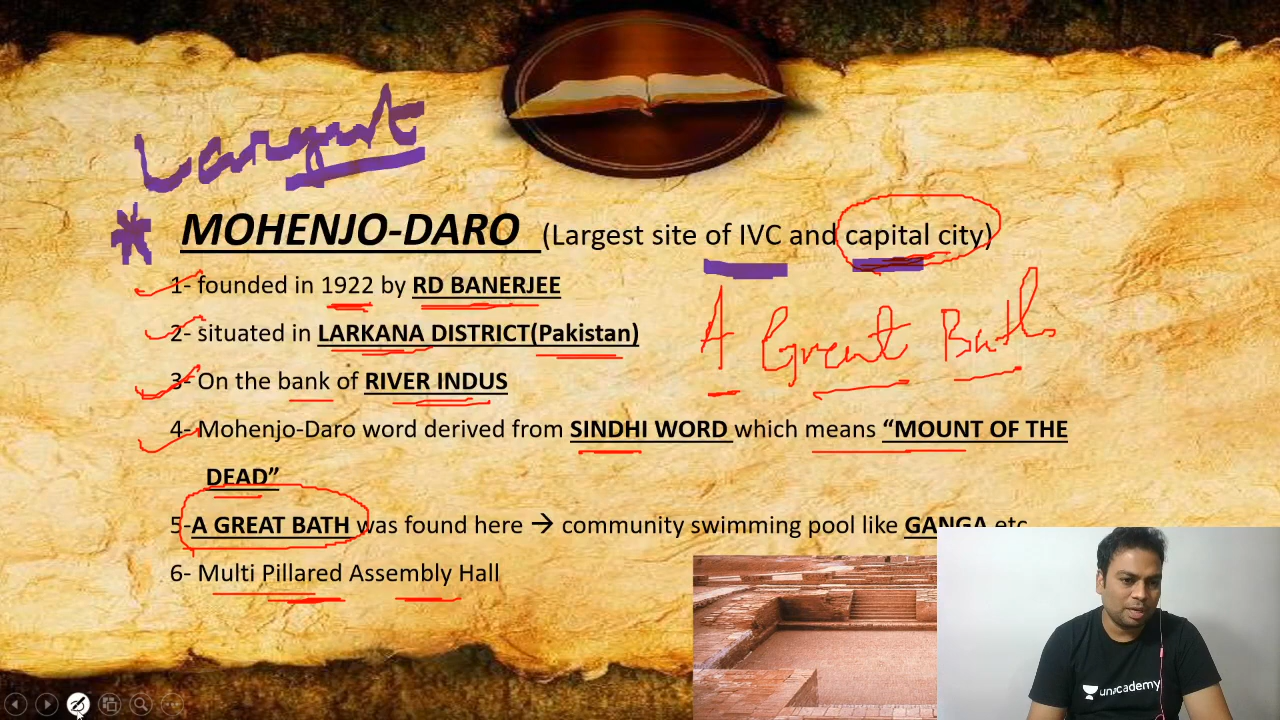 Largest
MOHENJO-DARO (Largest site of IVC and capital city)
1- founded in 1922 by RD BANERJEE
2- situated in LARKANA DISTRICT(Pakistan)
A Great Bath
3- On the bank of RIVER INDUS
4- Mohenjo-Daro word derived from SINDHI WORD which means “MOUNT OF THE
DEAD”
5-A GREAT BATH was found here → community swimming pool like GANGA etc
6- Multi Pillared Assembly Hall
unacademy